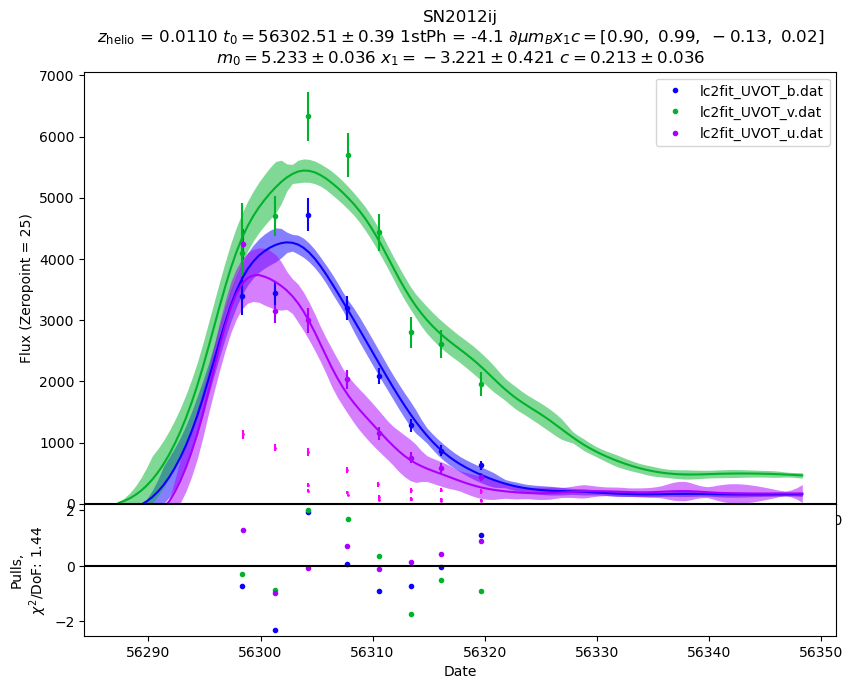 SN2012ij
z_helio = 0.0110 t_0 = 56302.51 ± 0.39 1stPh = -4.1 ∂μm_Bx_1c = [0.90, 0.99, −0.13, 0.02]
m_0 = 5.233 ± 0.036 x_1 = −3.221 ± 0.421 c = 0.213 ± 0.036
lc2fit_UVOT_b.dat
lc2fit_UVOT_v.dat
lc2fit_UVOT_u.dat
Flux (Zeropoint = 25)
7000
6000
5000
4000
3000
2000
1000
0
0
Pulls,
χ²/DoF: 1.44
2
0
−2
56290 56300 56310 56320 56330 56340 56350
Date